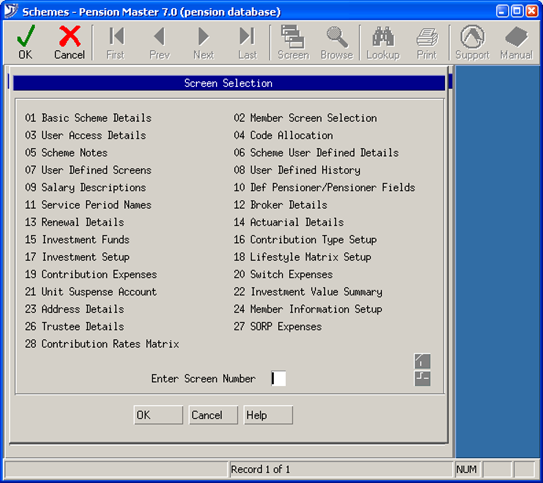 Schemes - Pension Master 7.0 (pension database)
OK Cancel First Prev Next Last Screen Browse Lookup Print Support Manual
Screen Selection
01 Basic Scheme Details 02 Member Screen Selection
03 User Access Details 04 Code Allocation
05 Scheme Notes 06 Scheme User Defined Details
07 User Defined Screens 08 User Defined History
09 Salary Descriptions 10 Def Pensioner/Pensioner Fields
11 Service Period Names 12 Broker Details
13 Renewal Details 14 Actuarial Details
15 Investment Funds 16 Contribution Type Setup
17 Investment Setup 18 Lifestyle Matrix Setup
19 Contribution Expenses 20 Switch Expenses
21 Unit Suspense Account 22 Investment Value Summary
23 Address Details 24 Member Information Setup
26 Trustee Details 27 SORP Expenses
28 Contribution Rates Matrix
Enter Screen Number
OK Cancel Help
Record 1 of 1 NUM